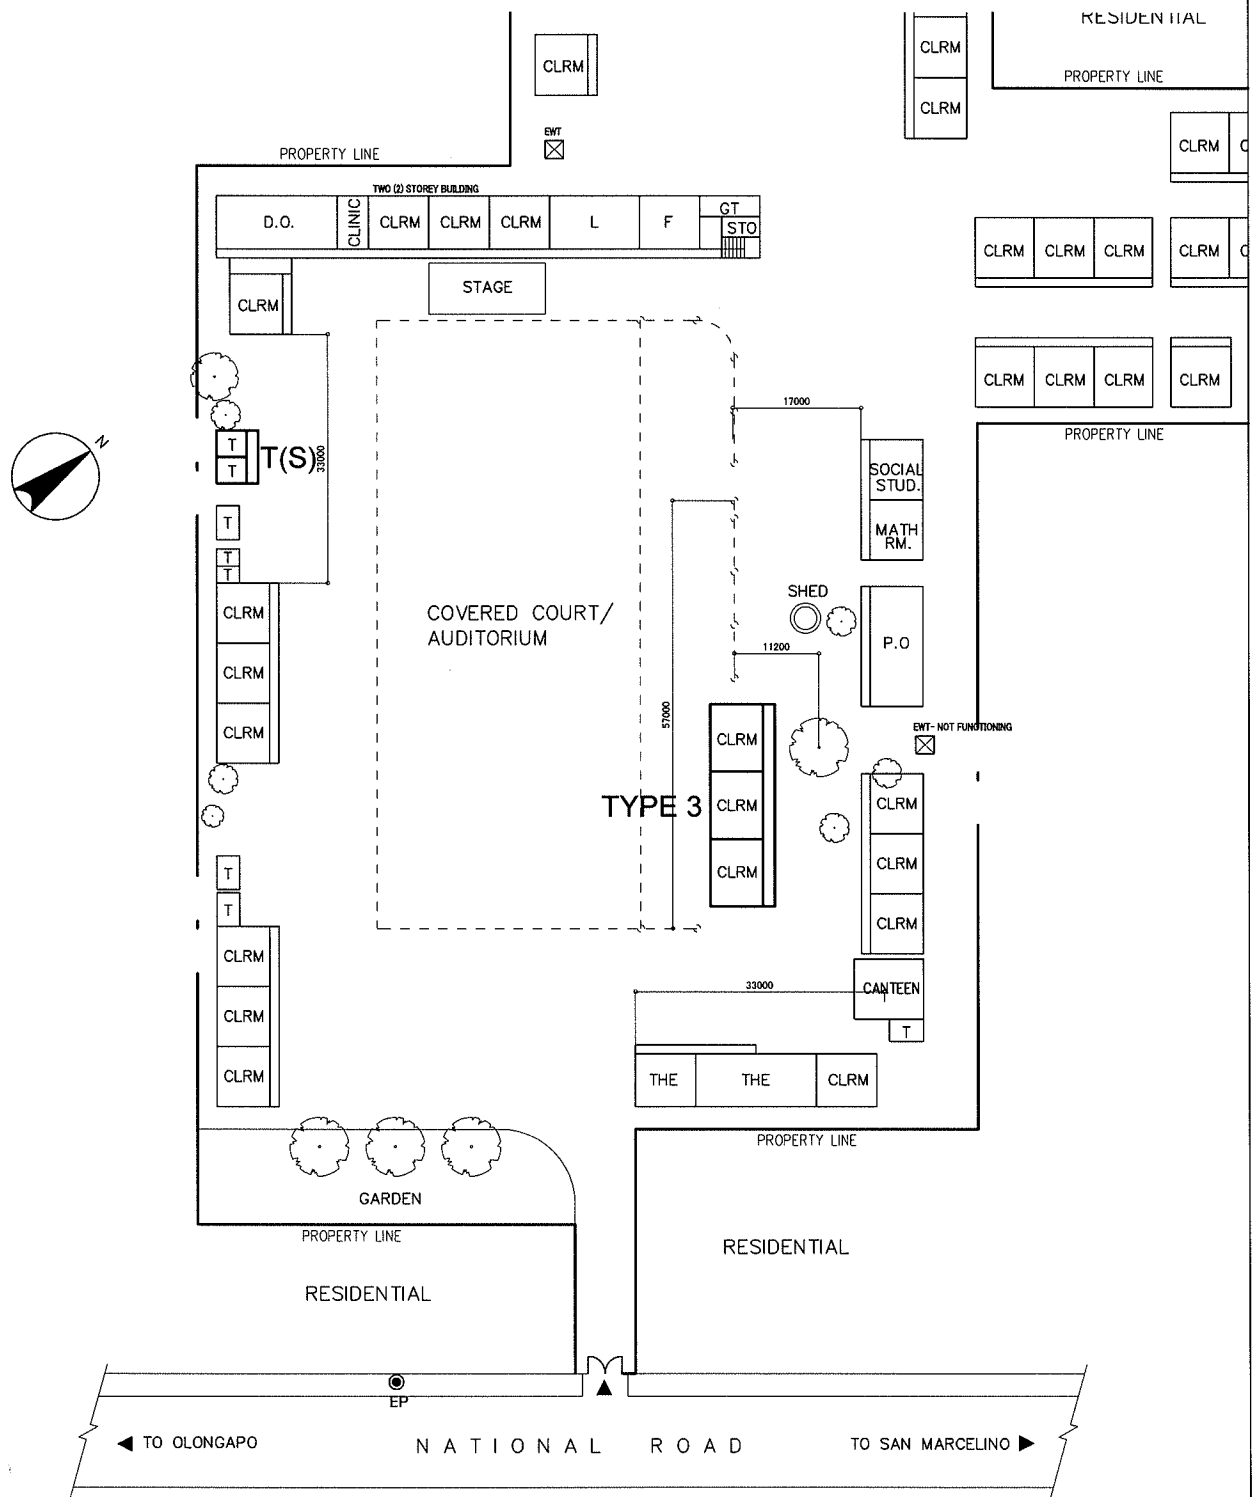 RESIDENTIAL
CLRM
CLRM
PROPERTY LINE
CLRM
EWT
CLRM
PROPERTY LINE
TWO (2) STOREY BUILDING
D.O.
CLINIC
CLRM
CLRM
CLRM
L
F
GT
STO
CLRM
CLRM
CLRM
CLRM
STAGE
CLRM
CLRM
CLRM
CLRM
CLRM
17000
PROPERTY LINE
N
T
T
T(S)
33000
SOCIAL
STUD.
MATH
RM.
T
T
T
SHED
CLRM
COVERED COURT/
AUDITORIUM
P.O
11200
CLRM
57000
CLRM
EWT- NOT FUNCTIONING
CLRM
TYPE 3
CLRM
CLRM
CLRM
CLRM
CLRM
T
T
CLRM
CLRM
33000
CANTEEN
CLRM
T
CLRM
THE
THE
CLRM
PROPERTY LINE
GARDEN
PROPERTY LINE
RESIDENTIAL
RESIDENTIAL
EP
TO OLONGAPO
NATIONAL ROAD
TO SAN MARCELINO